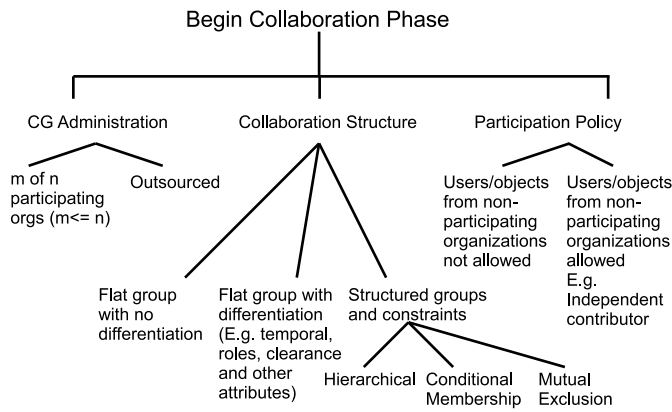 Begin Collaboration Phase
CG Administration
Collaboration Structure
Participation Policy
m of n
participating
orgs (m<= n)
Outsourced
Users/objects
from non-
participating
organizations
not allowed
Users/objects
from non-
participating
organizations
allowed
E.g.
Independent
contributor
Flat group
with no
differentiation
Flat group with
differentiation
(E.g. temporal,
roles, clearance
and other
attributes)
Structured groups
and constraints
Hierarchical
Conditional
Membership
Mutual
Exclusion